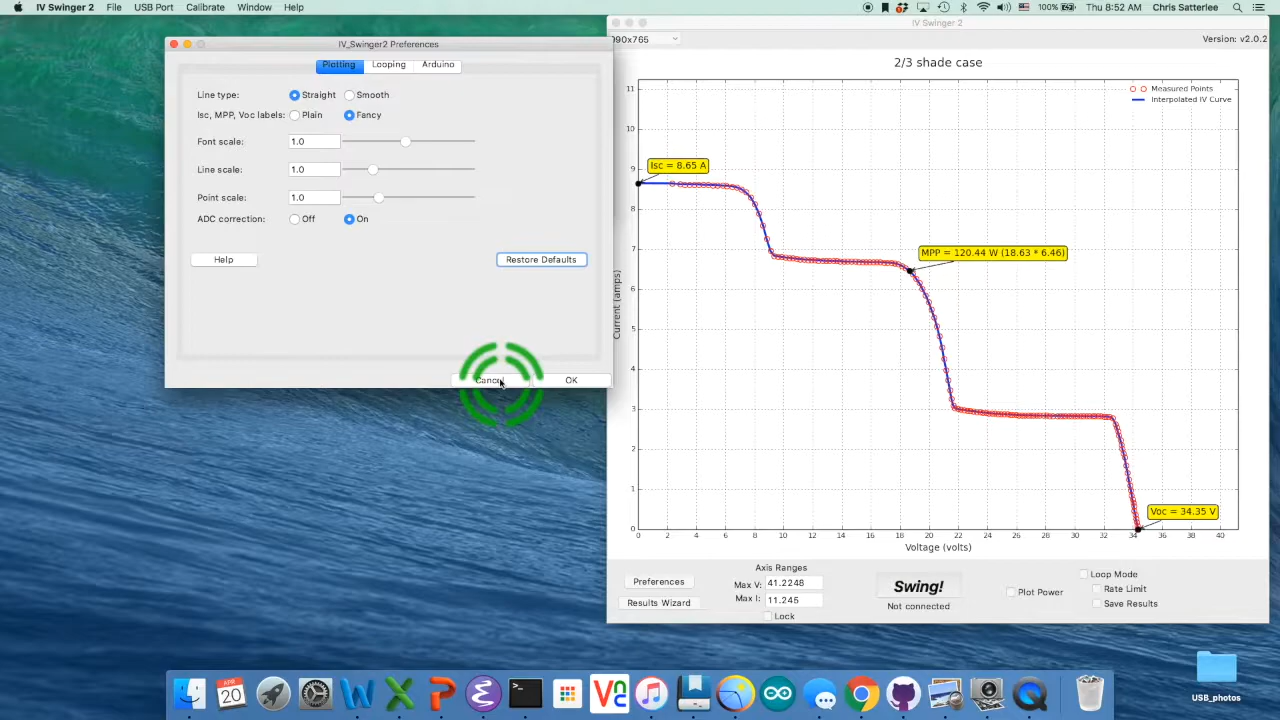 IV Swinger 2 File USB Port Calibrate Window Help
100% Thu 8:52 AM Chris Satterlee
IV_Swinger2 Preferences
Plotting Looping Arduino
Line type: Straight Smooth
Isc, MPP, Voc labels: Plain Fancy
Font scale: 1.0
Line scale: 1.0
Point scale: 1.0
ADC correction: Off On
Help Restore Defaults
Cancel OK
IV Swinger 2
090x765 Version: v2.0.2
2/3 shade case
Measured Points
Interpolated IV Curve
Isc = 8.65 A
MPP = 120.44 W (18.63 * 6.46)
Voc = 34.35 V
11
10
9
8
7
6
5
4
3
2
1
0
Current (amps)
0 2 4 6 8 10 12 14 16 18 20 22 24 26 28 30 32 34 36 38 40
Voltage (volts)
Preferences
Results Wizard
Axis Ranges
Max V: 41.2248
Max I: 11.245
Lock
Swing!
Not connected
Plot Power
Loop Mode
Rate Limit
Save Results
APR
20
USB_photos